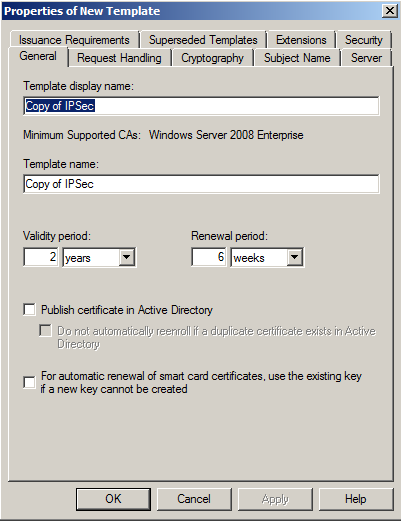 Properties of New Template
Issuance Requirements Superseded Templates Extensions Security
General Request Handling Cryptography Subject Name Server
Template display name:
Copy of IPSec
Minimum Supported CAs: Windows Server 2008 Enterprise
Template name:
Copy of IPSec
Validity period: Renewal period:
2 years 6 weeks
Publish certificate in Active Directory
Do not automatically reenroll if a duplicate certificate exists in Active
Directory
For automatic renewal of smart card certificates, use the existing key
if a new key cannot be created
OK Cancel Apply Help